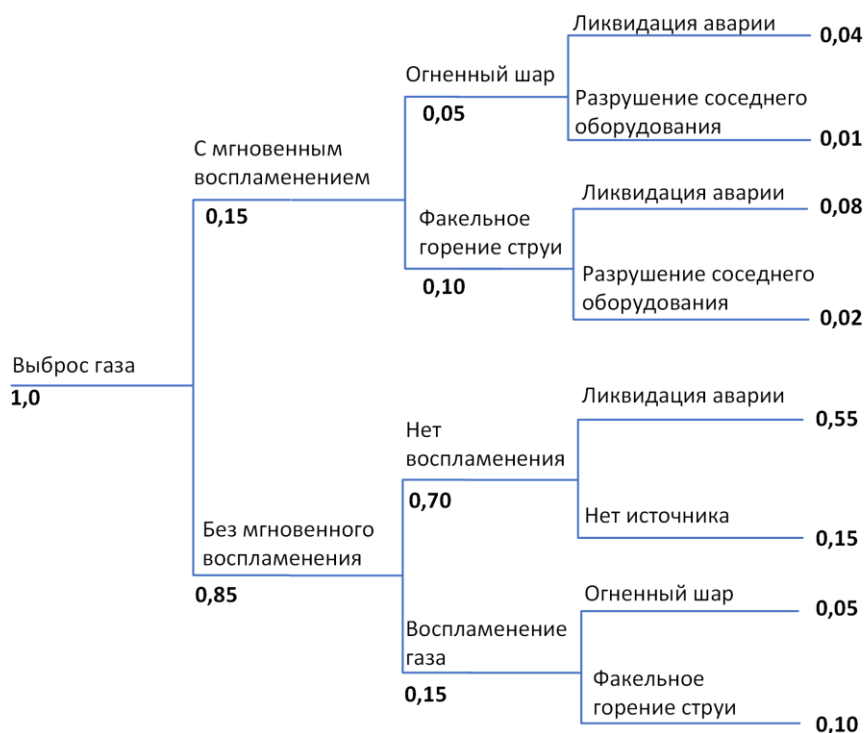 Ликвидация аварии
0,04
Огненный шар
0,05
Разрушение соседнего
оборудования
0,01
С мгновенным
воспламенением
0,15
Ликвидация аварии
0,08
Факельное
горение струи
0,10
Разрушение соседнего
оборудования
0,02
Выброс газа
1,0
Ликвидация аварии
0,55
Нет
воспламенения
0,70
Нет источника
0,15
Без мгновенного
воспламенения
0,85
Огненный шар
0,05
Воспламенение
газа
0,15
Факельное
горение струи
0,10